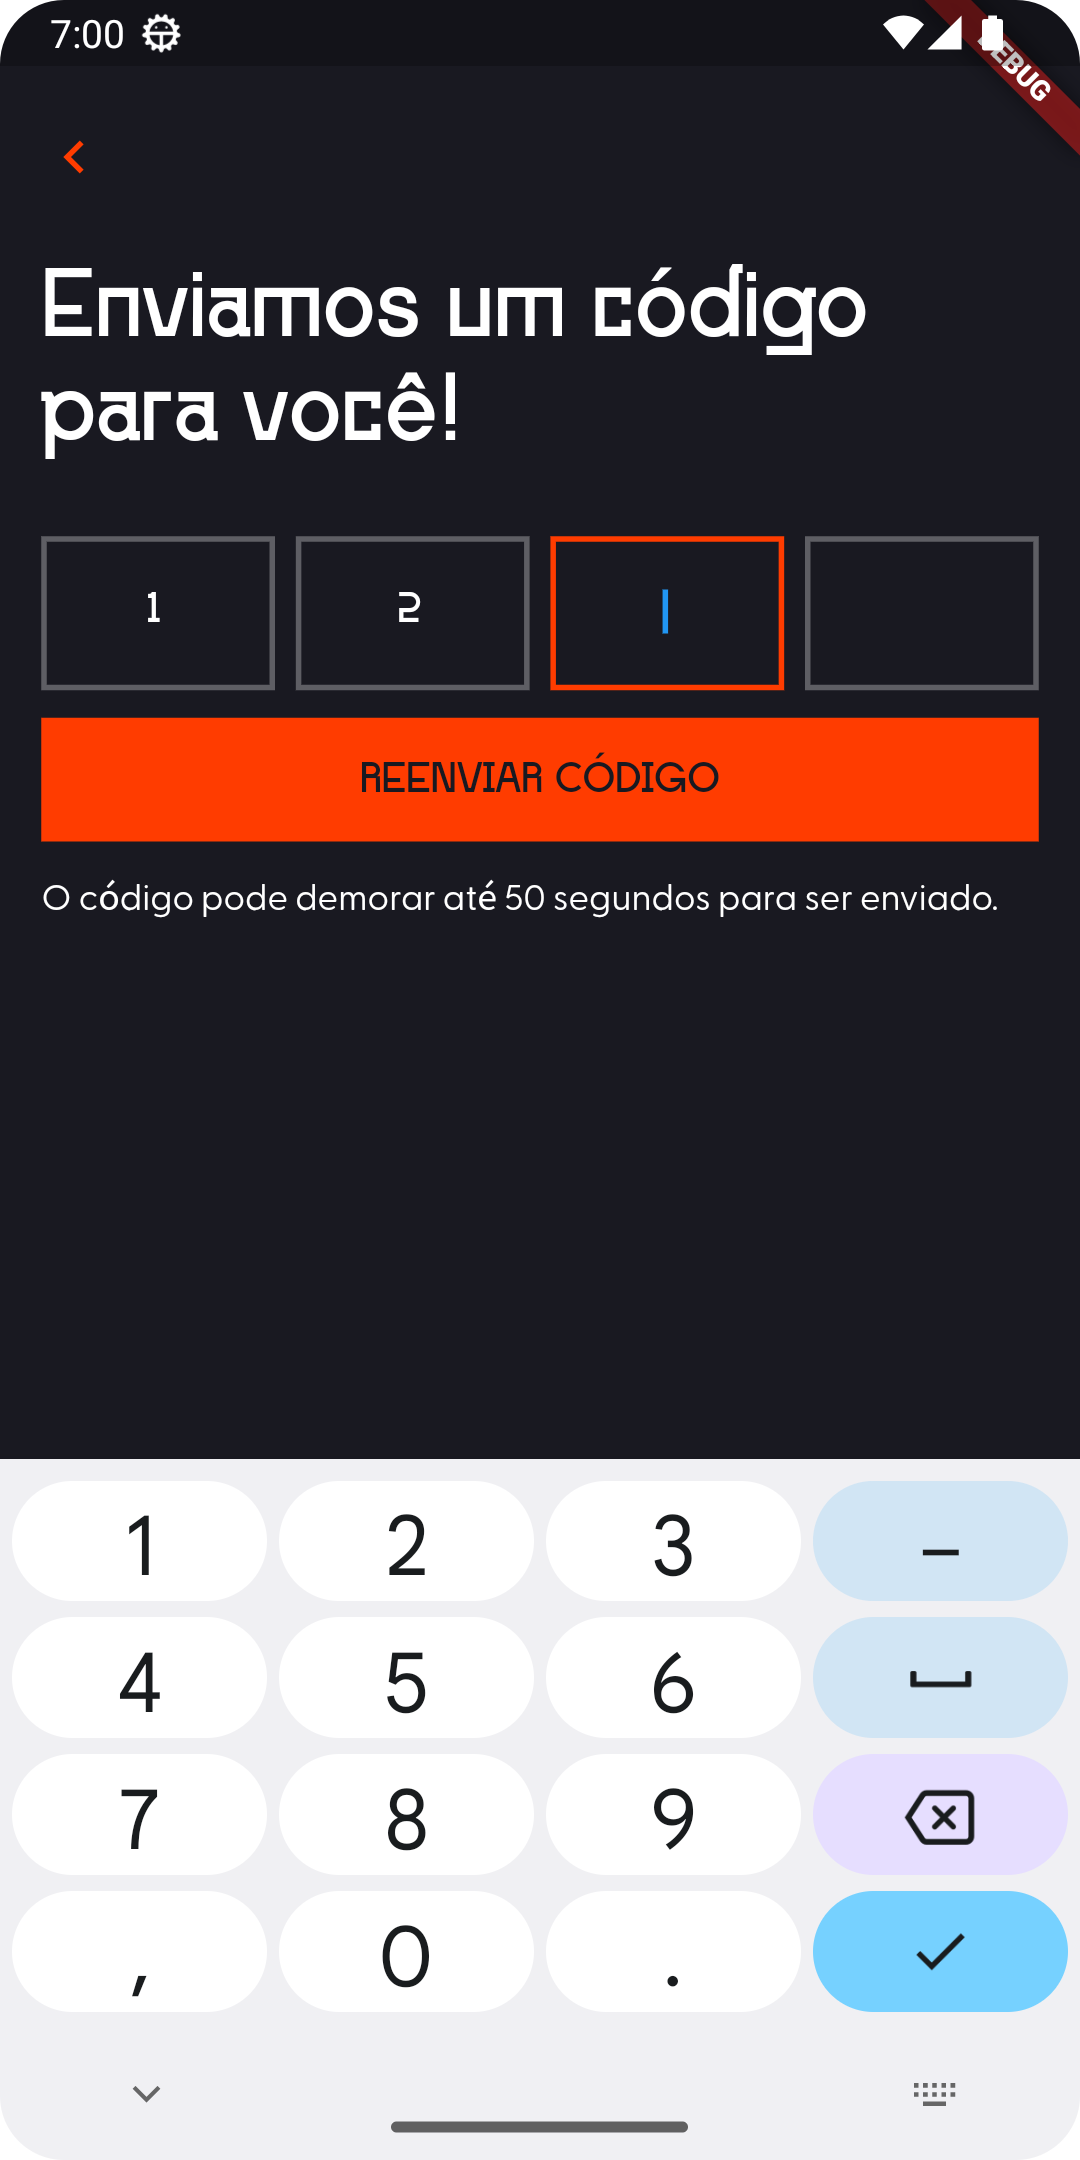 7:00
DEBUG
Enviamos um código
para você!
1 2
REENVIAR CÓDIGO
O código pode demorar até 50 segundos para ser enviado.
1 2 3 –
4 5 6
7 8 9
, 0 .